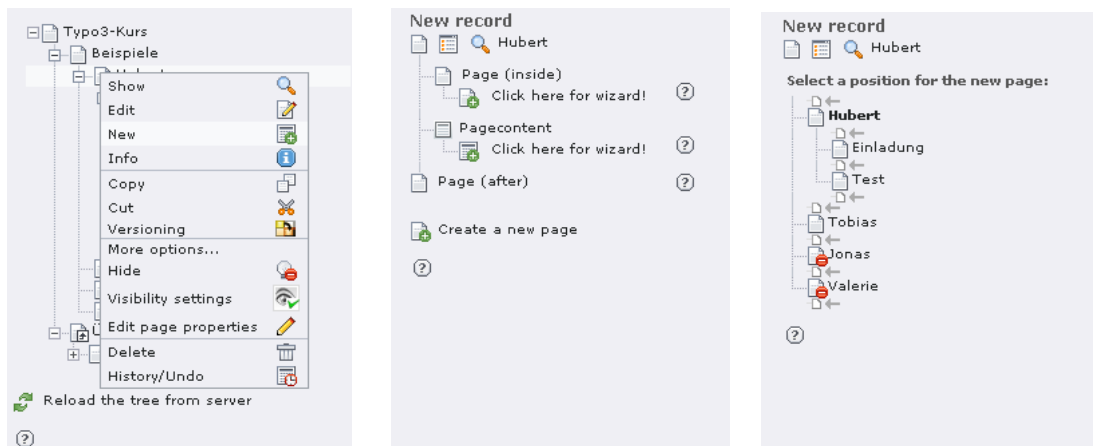 Typo3-Kurs
Beispiele
Show
Edit
New
Info
Copy
Cut
Versioning
More options...
Hide
Visibility settings
Edit page properties
Delete
History/Undo
Reload the tree from server
New record
Hubert
Page (inside)
Click here for wizard!
Pagecontent
Click here for wizard!
Page (after)
Create a new page
New record
Hubert
Select a position for the new page:
Hubert
Einladung
Test
Tobias
Jonas
Valerie